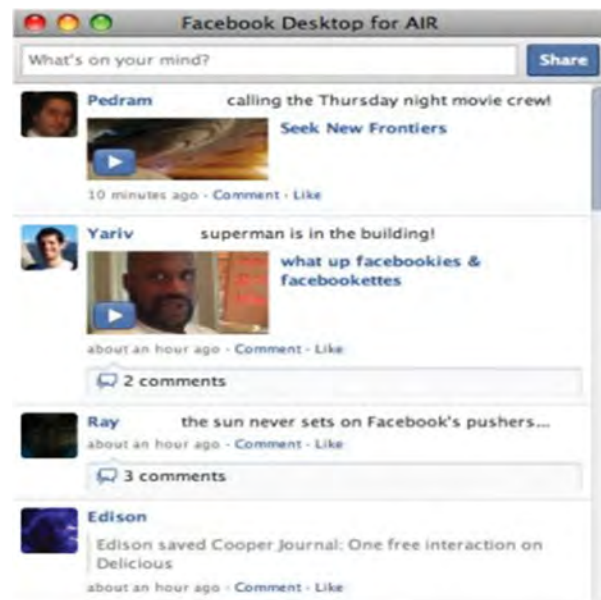 Facebook Desktop for AIR
What's on your mind?
Share
Pedram calling the Thursday night movie crew!
Seek New Frontiers
10 minutes ago · Comment · Like
Yariv superman is in the building!
what up facebookies &
facebookettes
about an hour ago · Comment · Like
2 comments
Ray the sun never sets on Facebook's pushers...
about an hour ago · Comment · Like
3 comments
Edison
Edison saved Cooper Journal: One free interaction on
Delicious
about an hour ago · Comment · Like